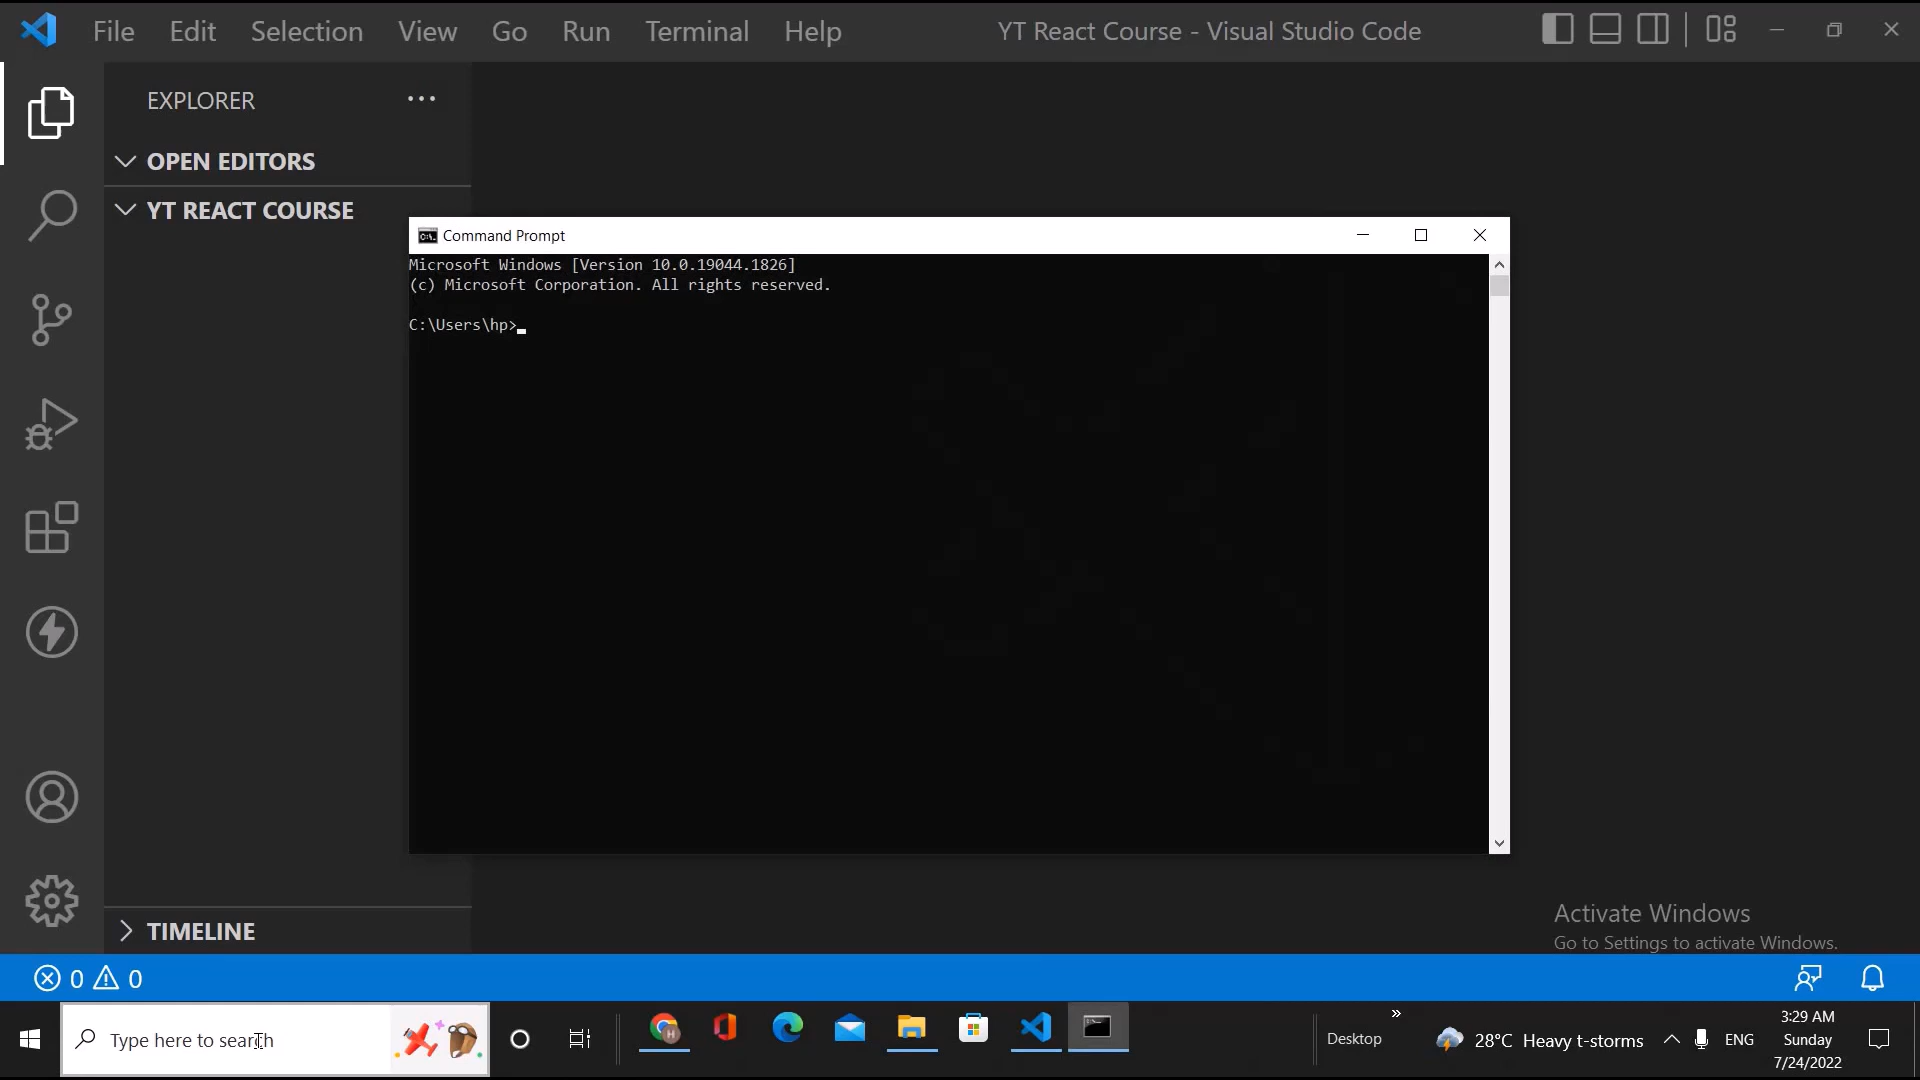 File Edit Selection View Go Run Terminal Help YT React Course - Visual Studio Code
EXPLORER
OPEN EDITORS
YT REACT COURSE
Command Prompt
Microsoft Windows [Version 10.0.19044.1826]
(c) Microsoft Corporation. All rights reserved.
C:\Users\hp>
TIMELINE
Activate Windows
Go to Settings to activate Windows.
0 0
Type here to search
Desktop
28°C Heavy t-storms
ENG
3:29 AM
Sunday
7/24/2022